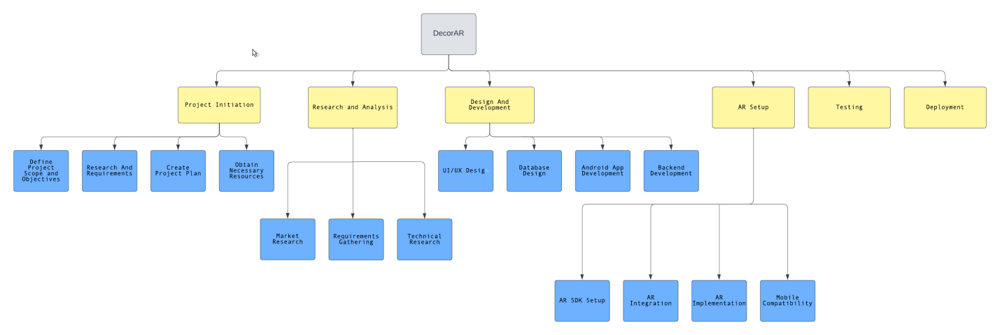 DecorAR
Project Initiation
Research and Analysis
Design And
Development
AR Setup
Testing
Deployment
Define
Project
Scope and
Objectives
Research And
Requirements
Create
Project Plan
Obtain
Necessary
Resources
UI/UX Desig
Database
Design
Android App
Development
Backend
Development
Market
Research
Requirements
Gathering
Technical
Research
AR SDK Setup
AR
Integration
AR
Implementation
Mobile
Compatibility